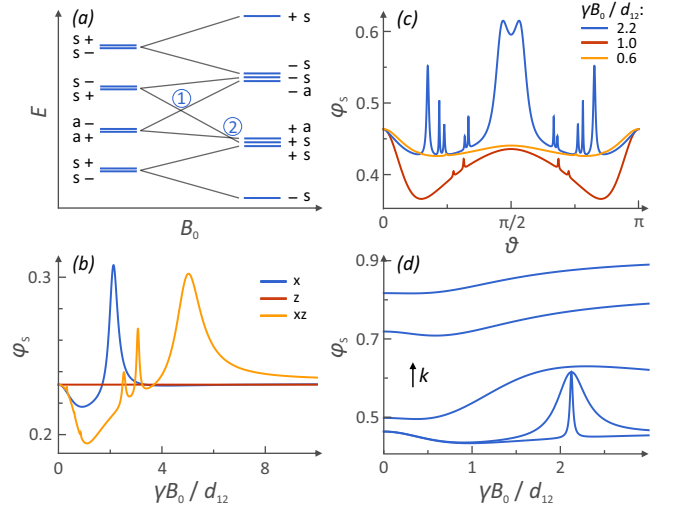 (a)
E
s +
s −
s −
s +
a −
a +
s +
s −
+ s
− s
− s
− a
+ a
+ s
+ s
− s
1
2
B₀
(c)
γB₀ / d₁₂:
2.2
1.0
0.6
φₛ
0.6
0.5
0.4
0
π/2
π
ϑ
(b)
x
z
xz
φₛ
0.3
0.2
0
4
8
γB₀ / d₁₂
(d)
φₛ
0.9
0.7
0.5
k
0
1
2
γB₀ / d₁₂